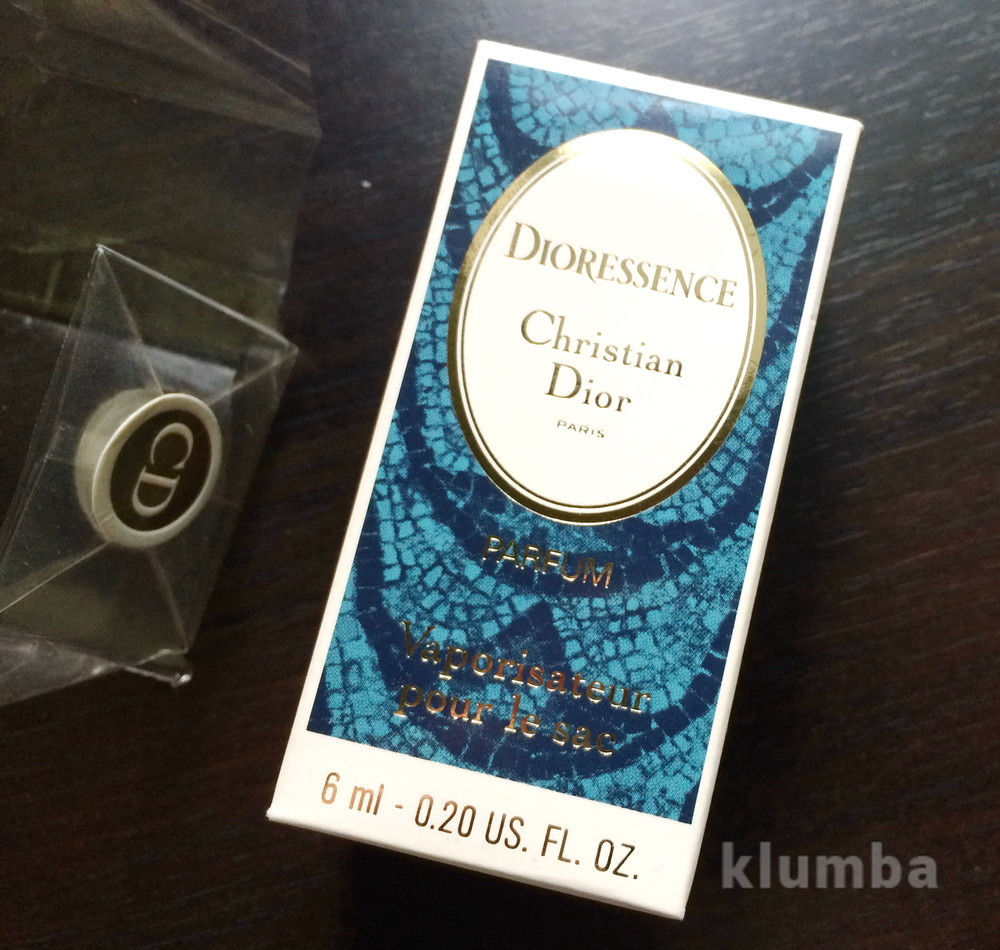 DIORESSENCE
Christian
Dior
PARIS
PARFUM
Vaporisateur
pour le sac
6 ml - 0.20 US. FL. OZ.
CD
klumba